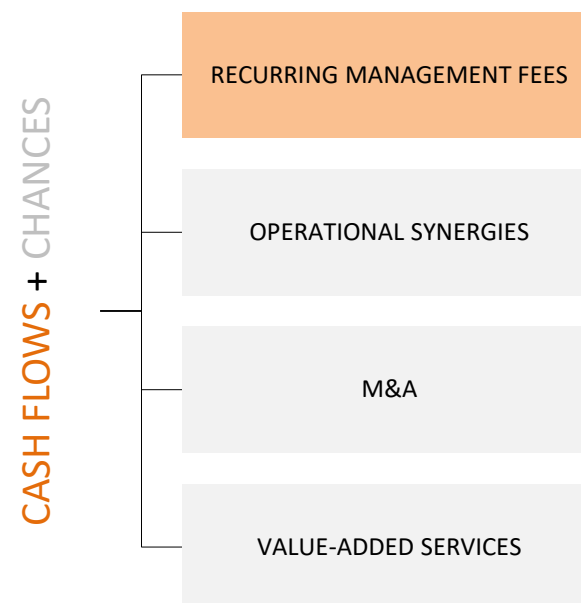 CASH FLOWS + CHANCES
RECURRING MANAGEMENT FEES
OPERATIONAL SYNERGIES
M&A
VALUE-ADDED SERVICES